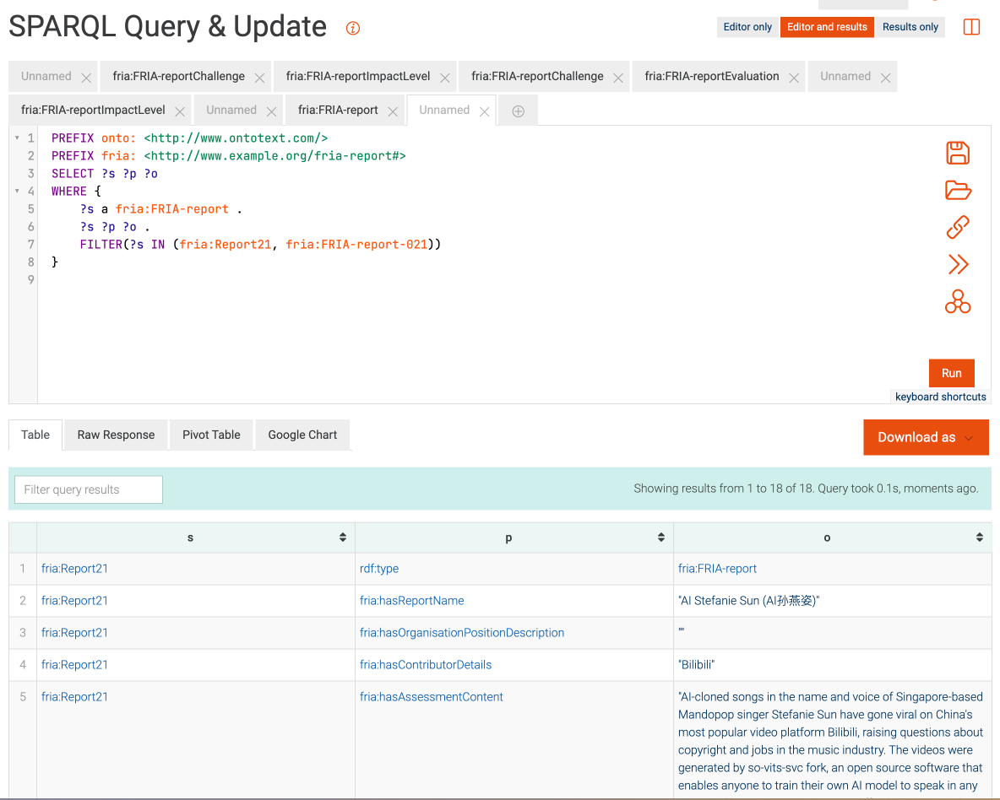 SPARQL Query & Update
Editor only
Editor and results
Results only
Unnamed
fria:FRIA-reportChallenge
fria:FRIA-reportImpactLevel
fria:FRIA-reportChallenge
fria:FRIA-reportEvaluation
Unnamed
fria:FRIA-reportImpactLevel
Unnamed
fria:FRIA-report
Unnamed
1 PREFIX onto: <http://www.ontotext.com/>
2 PREFIX fria: <http://www.example.org/fria-report#>
3 SELECT ?s ?p ?o
4 WHERE {
5 ?s a fria:FRIA-report .
6 ?s ?p ?o .
7 FILTER(?s IN (fria:Report21, fria:FRIA-report-021))
8 }
9
Run
keyboard shortcuts
Table
Raw Response
Pivot Table
Google Chart
Download as
Filter query results
Showing results from 1 to 18 of 18. Query took 0.1s, moments ago.
s p o
1 fria:Report21 rdf:type fria:FRIA-report
2 fria:Report21 fria:hasReportName "AI Stefanie Sun (AI孙燕姿)"
3 fria:Report21 fria:hasOrganisationPositionDescription ""
4 fria:Report21 fria:hasContributorDetails "Bilibili"
5 fria:Report21 fria:hasAssessmentContent "AI-cloned songs in the name and voice of Singapore-based
Mandopop singer Stefanie Sun have gone viral on China's
most popular video platform Bilibili, raising questions about
copyright and jobs in the music industry. The videos were
generated by so-vits-svc fork, an open source software that
enables anyone to train their own AI model to speak in any